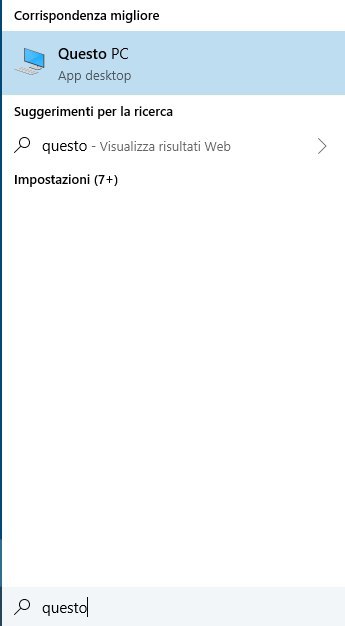 Corrispondenza migliore
Questo PC
App desktop
Suggerimenti per la ricerca
questo - Visualizza risultati Web
Impostazioni (7+)
questo